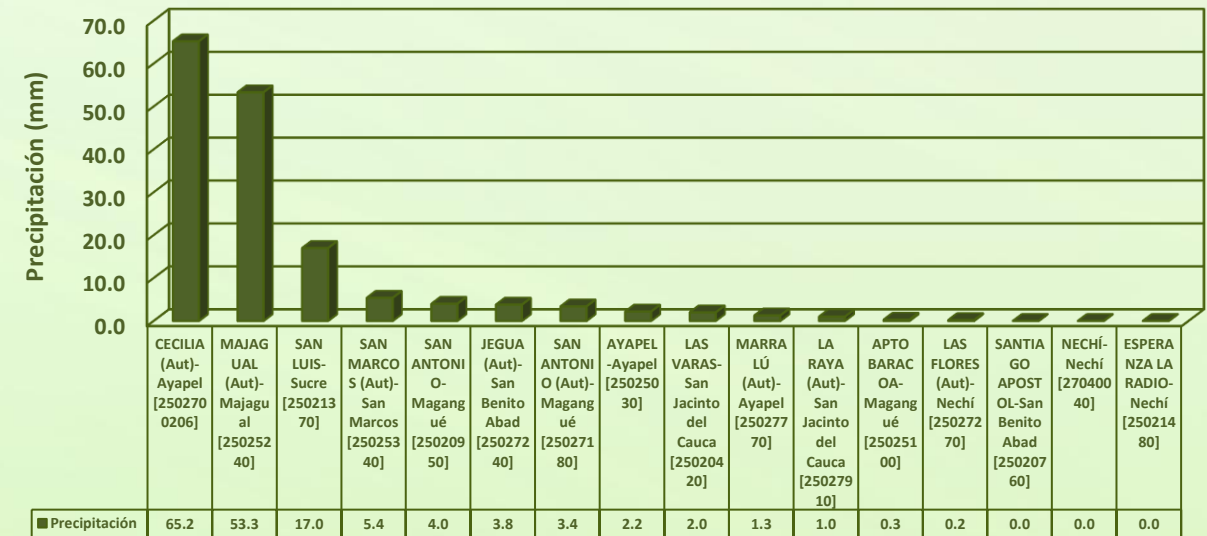 Precipitación (mm)
70.0
60.0
50.0
40.0
30.0
20.0
10.0
0.0
CECILIA
(Aut)-
Ayapel
[250270
0206]
MAJAG
UAL
(Aut)-
Majagu
al
[250252
40]
SAN
LUIS-
Sucre
[250213
70]
SAN
MARCO
S (Aut)-
San
Marcos
[250253
40]
SAN
ANTONI
O-
Magang
ué
[250209
50]
JEGUA
(Aut)-
San
Benito
Abad
[250272
40]
SAN
ANTONI
O (Aut)-
Magang
ué
[250271
80]
AYAPEL
-Ayapel
[250250
30]
LAS
VARAS-
San
Jacinto
del
Cauca
[250204
20]
MARRA
LÚ
(Aut)-
Ayapel
[250277
70]
LA
RAYA
(Aut)-
San
Jacinto
del
Cauca
[250279
10]
APTO
BARAC
OA-
Magang
ué
[250251
00]
LAS
FLORES
(Aut)-
Nechí
[250272
70]
SANTIA
GO
APOST
OL-San
Benito
Abad
[250207
60]
NECHÍ-
Nechí
[270400
40]
ESPERA
NZA LA
RADIO-
Nechí
[250214
80]
Precipitación 65.2 53.3 17.0 5.4 4.0 3.8 3.4 2.2 2.0 1.3 1.0 0.3 0.2 0.0 0.0 0.0